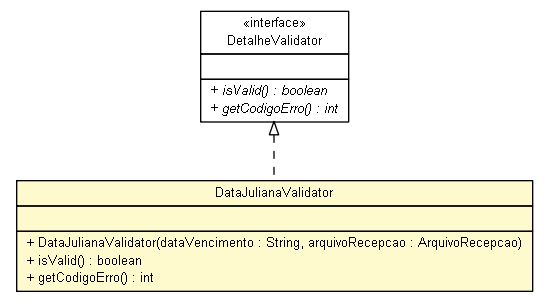 «interface»
DetalheValidator
+ isValid() : boolean
+ getCodigoErro() : int
DataJulianaValidator
+ DataJulianaValidator(dataVencimento : String, arquivoRecepcao : ArquivoRecepcao)
+ isValid() : boolean
+ getCodigoErro() : int